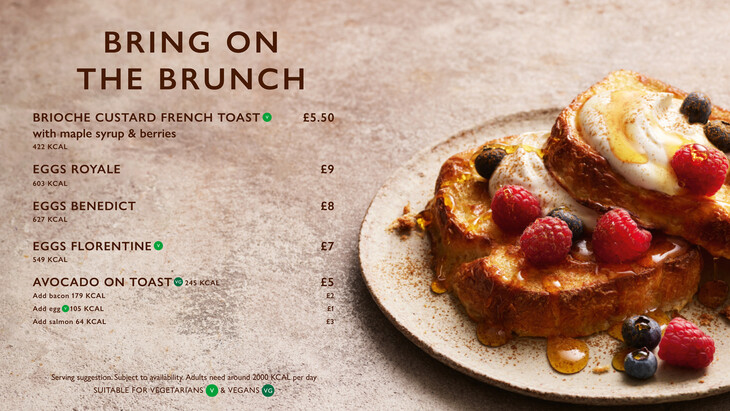 BRING ON
THE BRUNCH
BRIOCHE CUSTARD FRENCH TOAST V £5.50
with maple syrup & berries
422 KCAL
EGGS ROYALE £9
603 KCAL
EGGS BENEDICT £8
627 KCAL
EGGS FLORENTINE V £7
549 KCAL
AVOCADO ON TOAST VG 245 KCAL £5
Add bacon 179 KCAL £2
Add egg V 105 KCAL £1
Add salmon 64 KCAL £3
Serving suggestion. Subject to availability. Adults need around 2000 KCAL per day
SUITABLE FOR VEGETARIANS V & VEGANS VG